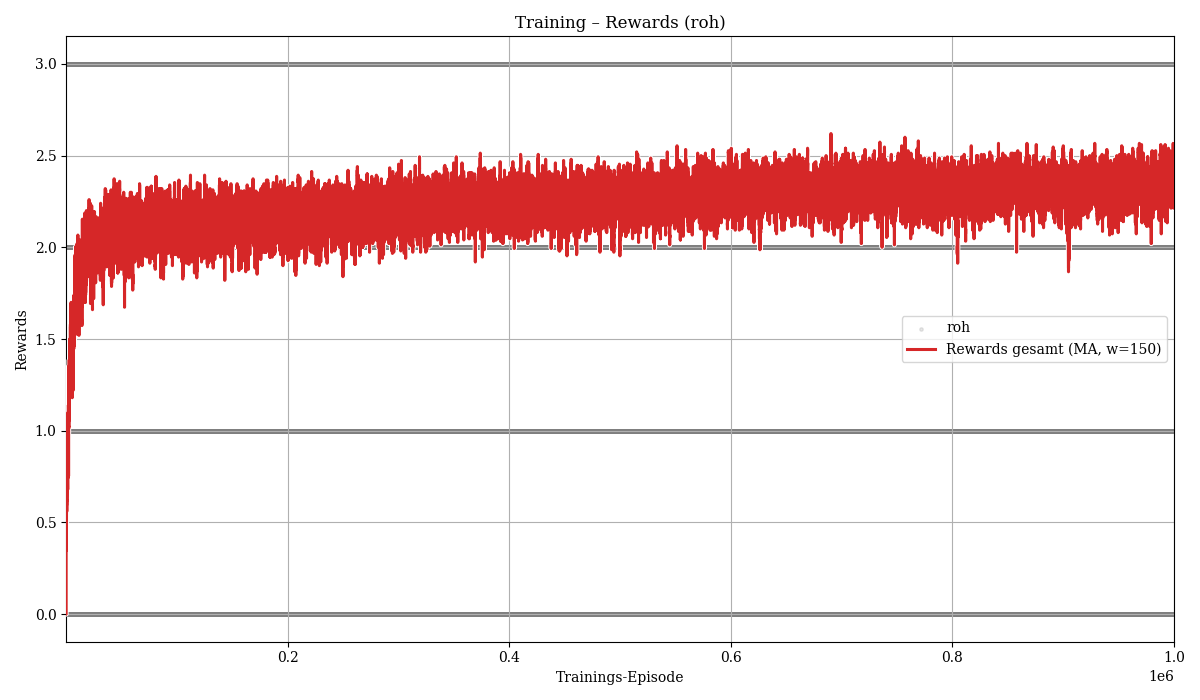 Training – Rewards (roh)
3.0
2.5
2.0
1.5
1.0
0.5
0.0
Rewards
roh
Rewards gesamt (MA, w=150)
0.2
0.4
0.6
0.8
1.0
1e6
Trainings-Episode